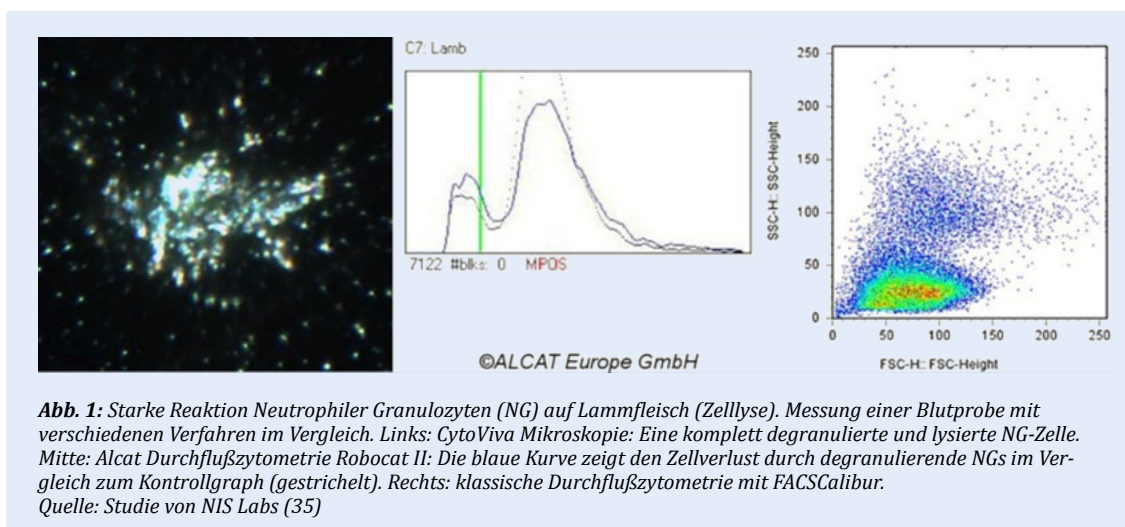 C7: Lamb
7122 #blks: 0 MPOS
©ALCAT Europe GmbH
250
200
150
100
50
0
SSC-H:: SSC-Height
0 50 100 150 200 250
FSC-H:: FSC-Height
Abb. 1: Starke Reaktion Neutrophiler Granulozyten (NG) auf Lammfleisch (Zelllyse). Messung einer Blutprobe mit
verschiedenen Verfahren im Vergleich. Links: CytoViva Mikroskopie: Eine komplett degranulierte und lysierte NG-Zelle.
Mitte: Alcat Durchflußzytometrie Robocat II: Die blaue Kurve zeigt den Zellverlust durch degranulierende NGs im Ver-
gleich zum Kontrollgraph (gestrichelt). Rechts: klassische Durchflußzytometrie mit FACSCalibur.
Quelle: Studie von NIS Labs (35)